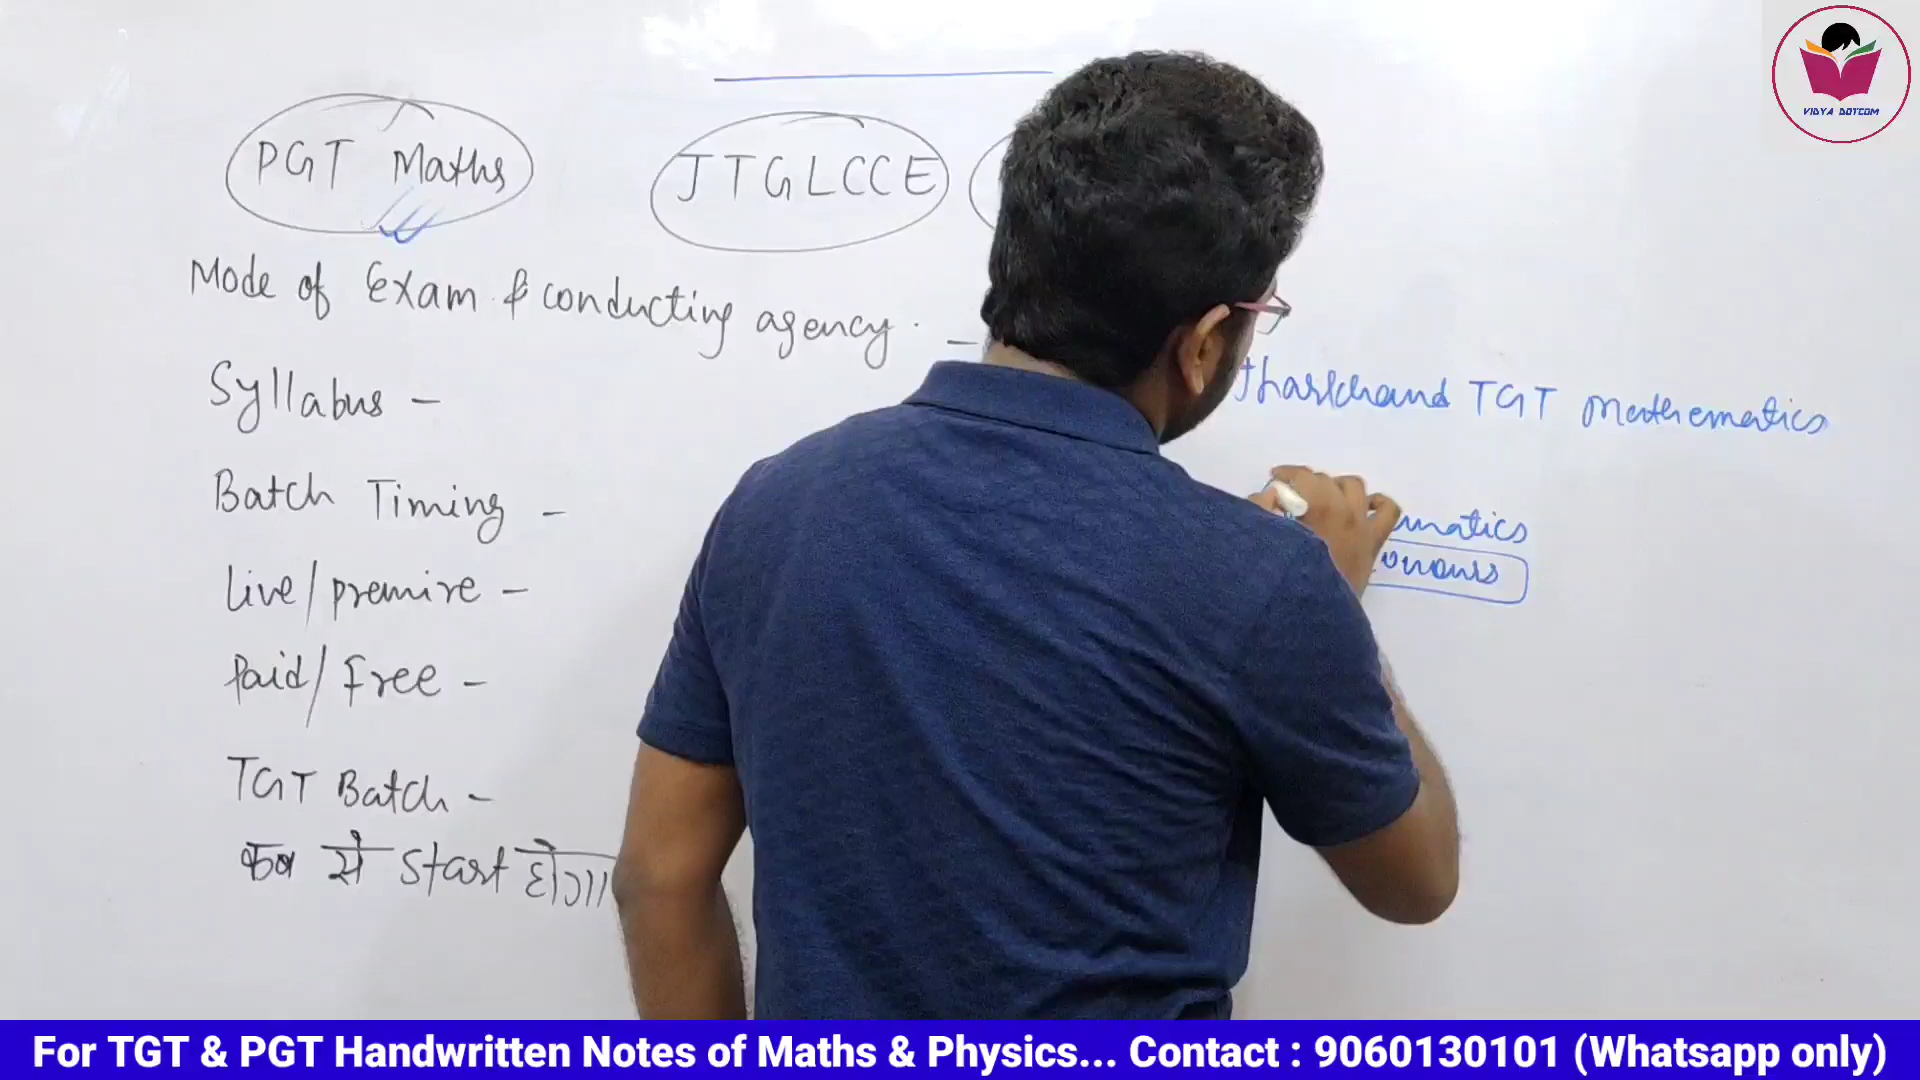 VIDYA DOTCOM
PGT Maths
JTGLCCE
Mode of Exam & conducting agency. -
Syllabus -
Jharkhand TGT Mathematics
Batch Timing -
Live/premire -
Paid/free -
TGT Batch -
कब से start होगा
For TGT & PGT Handwritten Notes of Maths & Physics... Contact : 9060130101 (Whatsapp only)